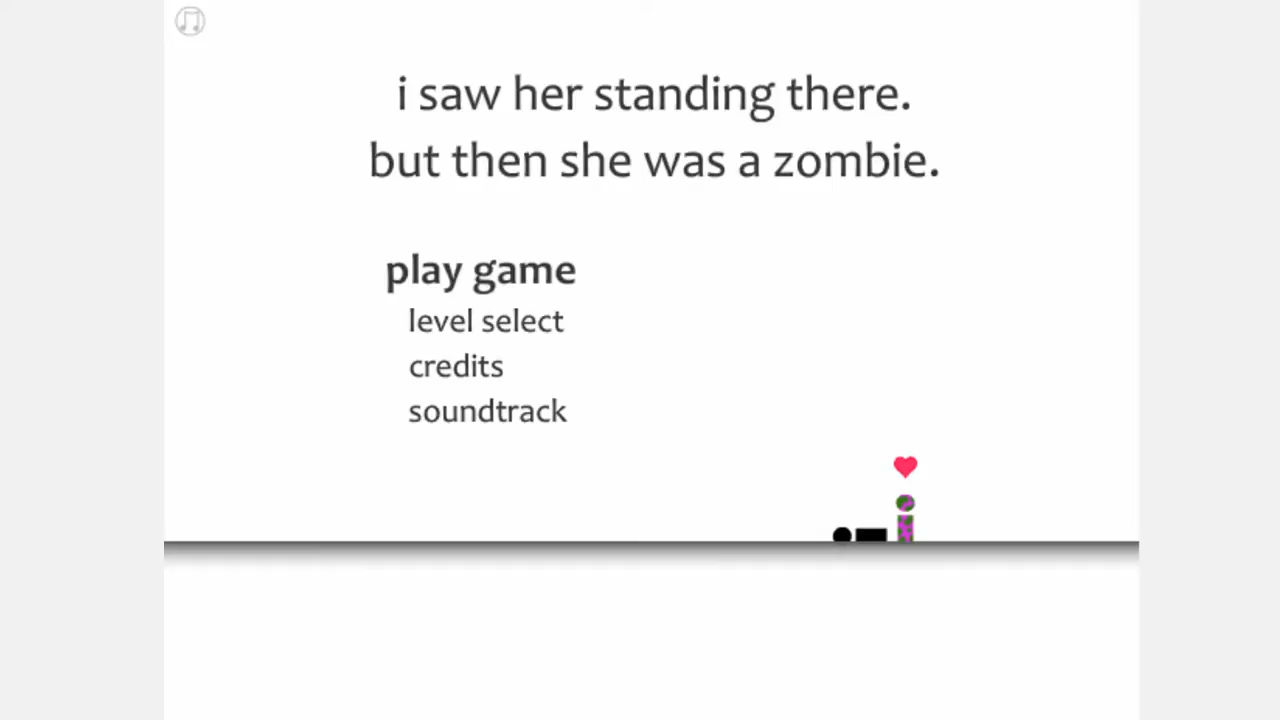 i saw her standing there.
but then she was a zombie.
play game
level select
credits
soundtrack